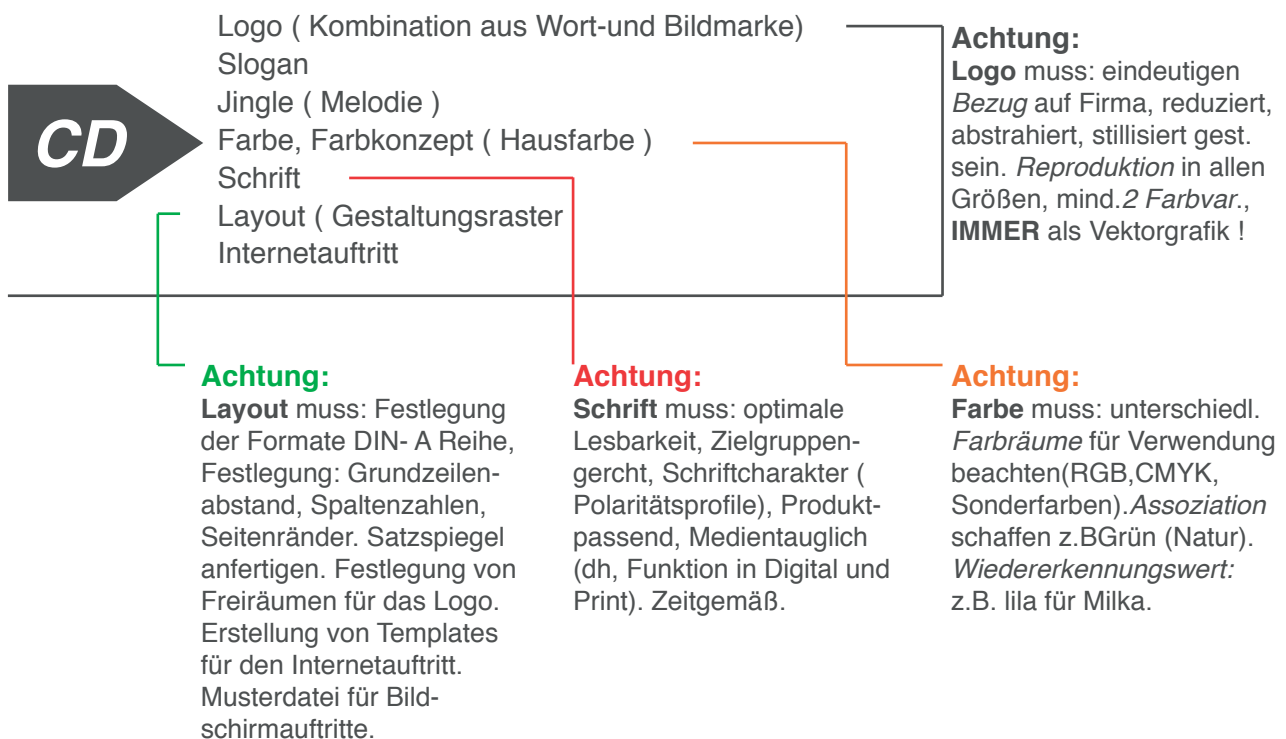 CD
Logo ( Kombination aus Wort-und Bildmarke)
Slogan
Jingle ( Melodie )
Farbe, Farbkonzept ( Hausfarbe )
Schrift
Layout ( Gestaltungsraster
Internetauftritt
Achtung:
Logo muss: eindeutigen
Bezug auf Firma, reduziert,
abstrahiert, stillisiert gest.
sein. Reproduktion in allen
Größen, mind.2 Farbvar.,
IMMER als Vektorgrafik !
Achtung:
Layout muss: Festlegung
der Formate DIN- A Reihe,
Festlegung: Grundzeilen-
abstand, Spaltenzahlen,
Seitenränder. Satzspiegel
anfertigen. Festlegung von
Freiräumen für das Logo.
Erstellung von Templates
für den Internetauftritt.
Musterdatei für Bild-
schirmauftritte.
Achtung:
Schrift muss: optimale
Lesbarkeit, Zielgruppen-
gercht, Schriftcharakter (
Polaritätsprofile), Produkt-
passend, Medientauglich
(dh, Funktion in Digital und
Print). Zeitgemäß.
Achtung:
Farbe muss: unterschiedl.
Farbräume für Verwendung
beachten(RGB,CMYK,
Sonderfarben).Assoziation
schaffen z.BGrün (Natur).
Wiedererkennungswert:
z.B. lila für Milka.